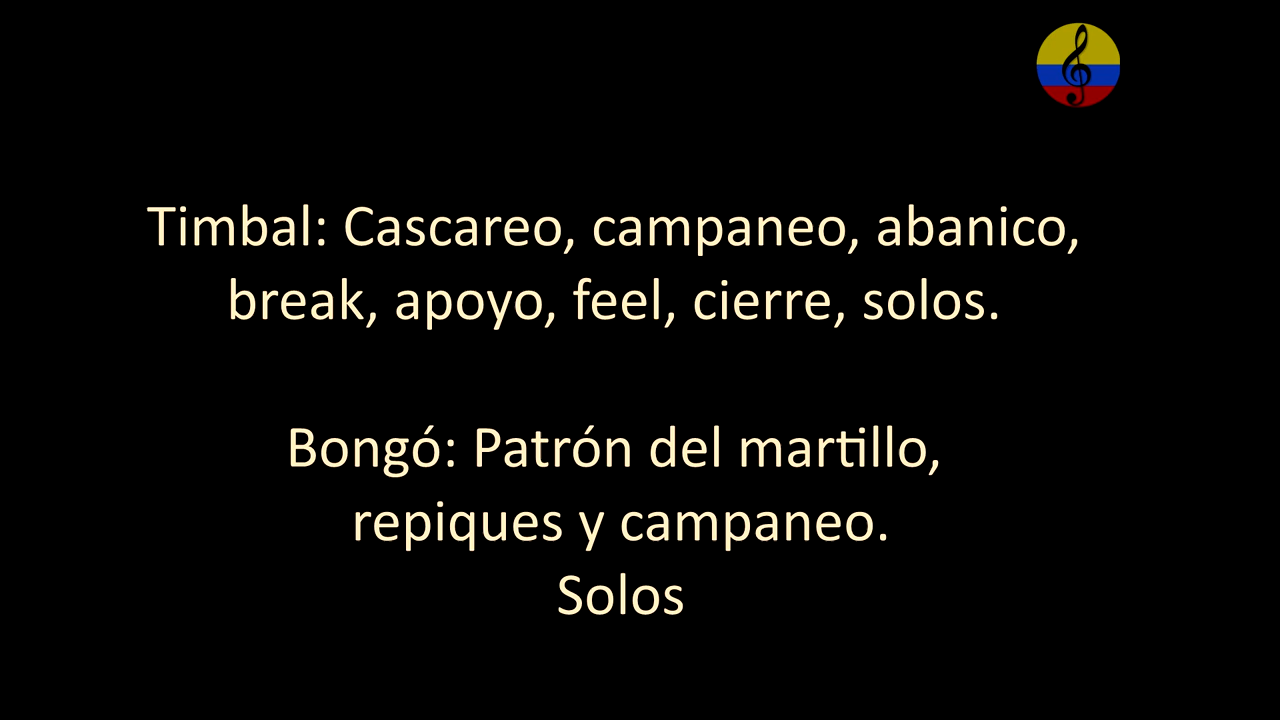 Timbal: Cascareo, campaneo, abanico,
break, apoyo, feel, cierre, solos.
Bongó: Patrón del martillo,
repiques y campaneo.
Solos